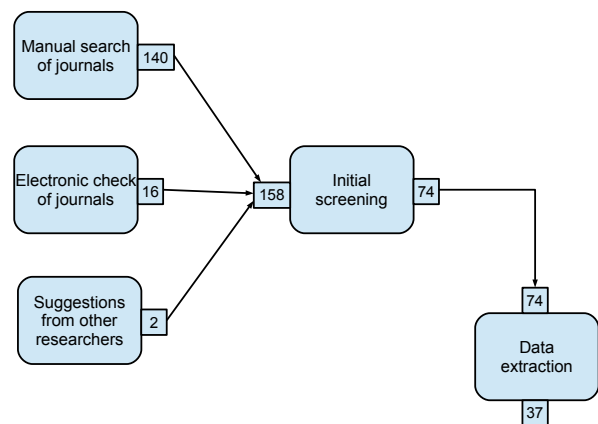 Manual search
of journals
140
Electronic check
of journals
16
Suggestions
from other
researchers
2
158
Initial
screening
74
74
Data
extraction
37